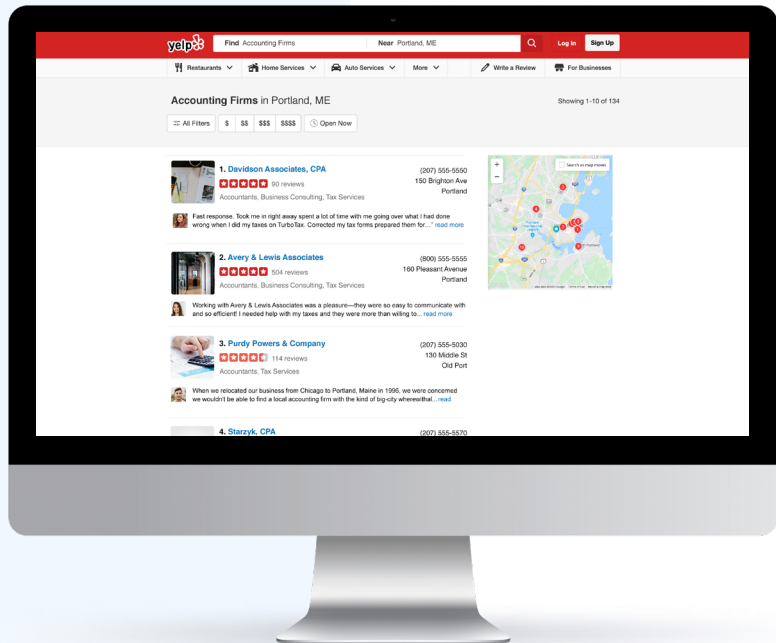 yelp
Find Accounting Firms
Near Portland, ME
Log In
Sign Up
Restaurants
Home Services
Auto Services
More
Write a Review
For Businesses
Accounting Firms in Portland, ME
Showing 1-10 of 134
All Filters
$
$$
$$$
$$$$
Open Now
1. Davidson Associates, CPA
(207) 555-5550
90 reviews
150 Brighton Ave
Accountants, Business Consulting, Tax Services
Portland
Fast response. Took me in right away spent a lot of time with me going over what I had done
wrong when I did my taxes on TurboTax. Corrected my tax forms prepared them for..." read more
Search as map moves
+
−
2. Avery & Lewis Associates
(800) 555-5555
504 reviews
160 Pleasant Avenue
Accountants, Business Consulting, Tax Services
Portland
Working with Avery & Lewis Associates was a pleasure—they were so easy to communicate with
and so efficient! I needed help with my taxes and they were more than willing to... read more
3. Purdy Powers & Company
(207) 555-5030
114 reviews
130 Middle St
Accountants, Tax Services
Old Port
When we relocated our business from Chicago to Portland, Maine in 1996, we were concerned
we wouldn't be able to find a local accounting firm with the kind of big-city wherewithal...read
4. Starzyk, CPA
(207) 555-5570